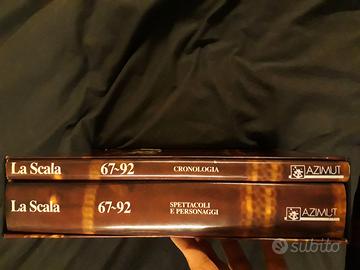 La Scala 67~92 CRONOLOGIA AZIMUT
La Scala 67~92 SPETTACOLI
E PERSONAGGI AZIMUT
subito